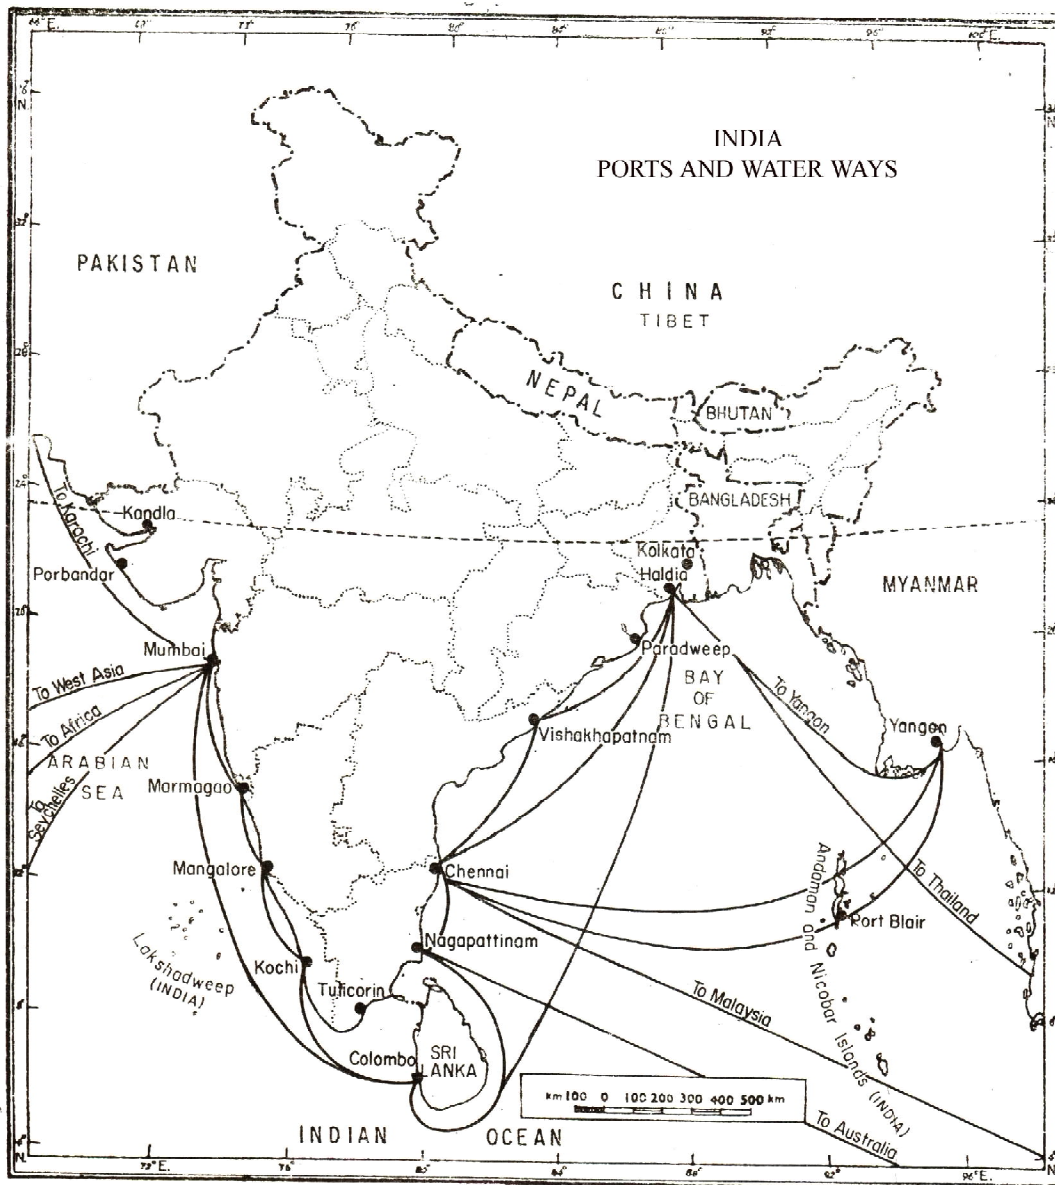 INDIA
PORTS AND WATER WAYS
PAKISTAN
CHINA
TIBET
NEPAL
BHUTAN
BANGLADESH
MYANMAR
To Karachi
Kandla
Porbandar
Kolkata
Haldia
Mumbai
Paradweep
To West Asia
BAY
OF
BENGAL
To Yangon
Yangon
To Africa
Vishakhapatnam
ARABIAN
SEA
To
Seychelles
Marmagao
Mangalore
Chennai
To Thailand
Port Blair
Andaman and Nicobar Islands (INDIA)
Nagapattinam
Lakshadweep
(INDIA)
Kochi
Tuticorin
To Malaysia
Colombo
SRI
LANKA
km 100 0 100 200 300 400 500 km
To Australia
INDIAN OCEAN